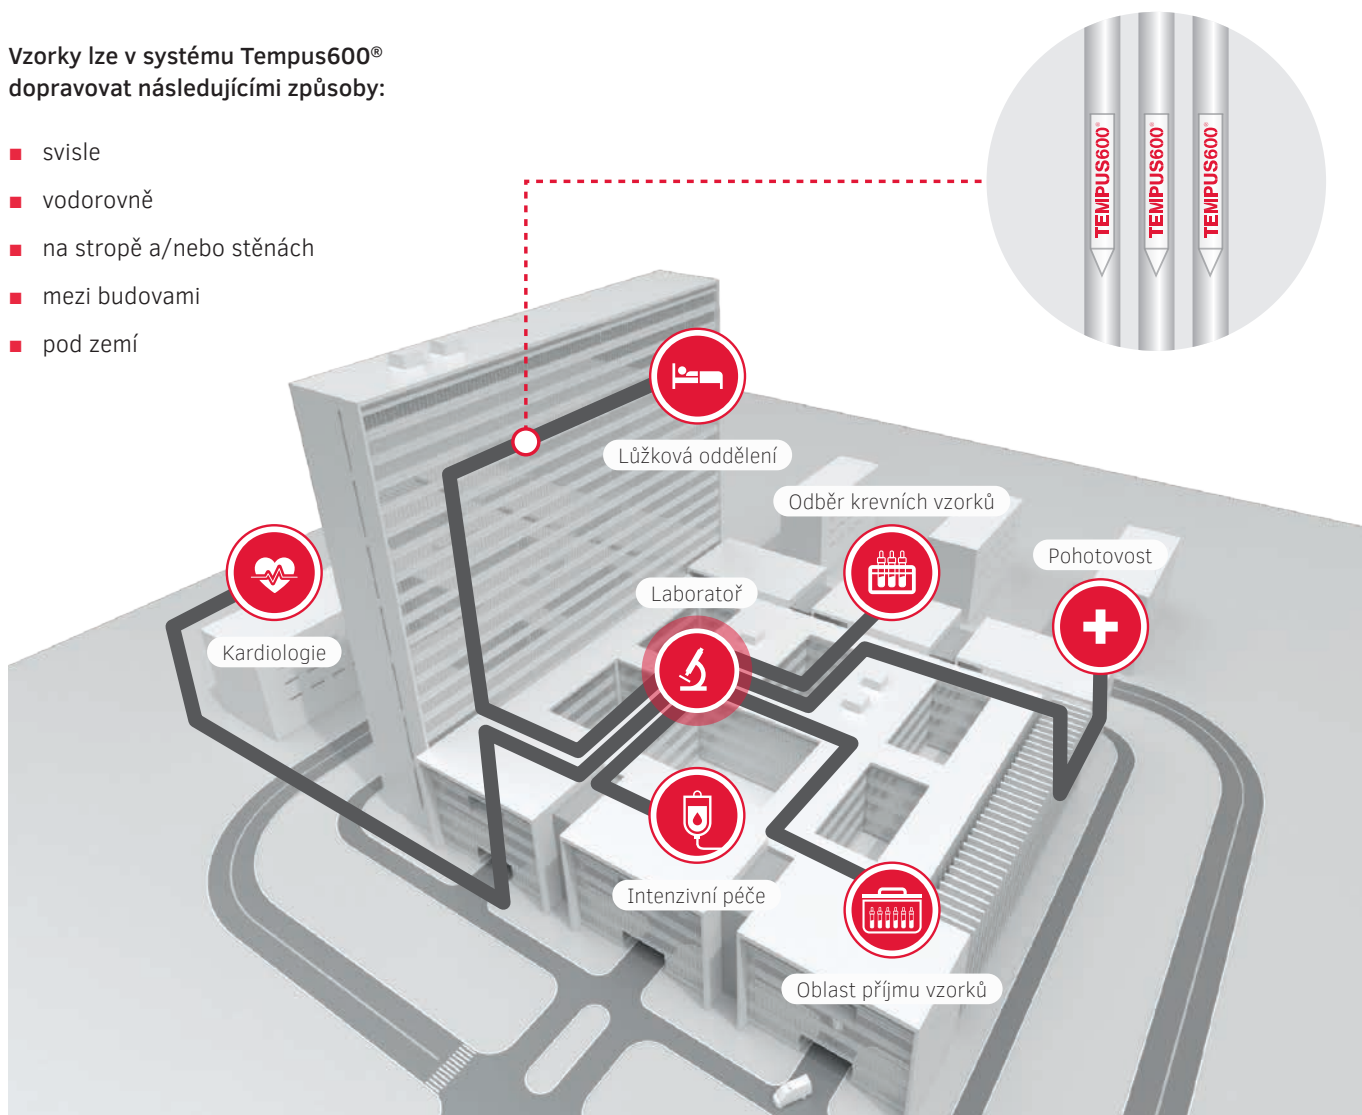 Vzorky lze v systému Tempus600®
dopravovat následujícími způsoby:
svisle
vodorovně
na stropě a/nebo stěnách
mezi budovami
pod zemí
TEMPUS600®
TEMPUS600®
TEMPUS600®
Lůžková oddělení
Odběr krevních vzorků
Pohotovost
Laboratoř
Kardiologie
Intenzivní péče
Oblast příjmu vzorků